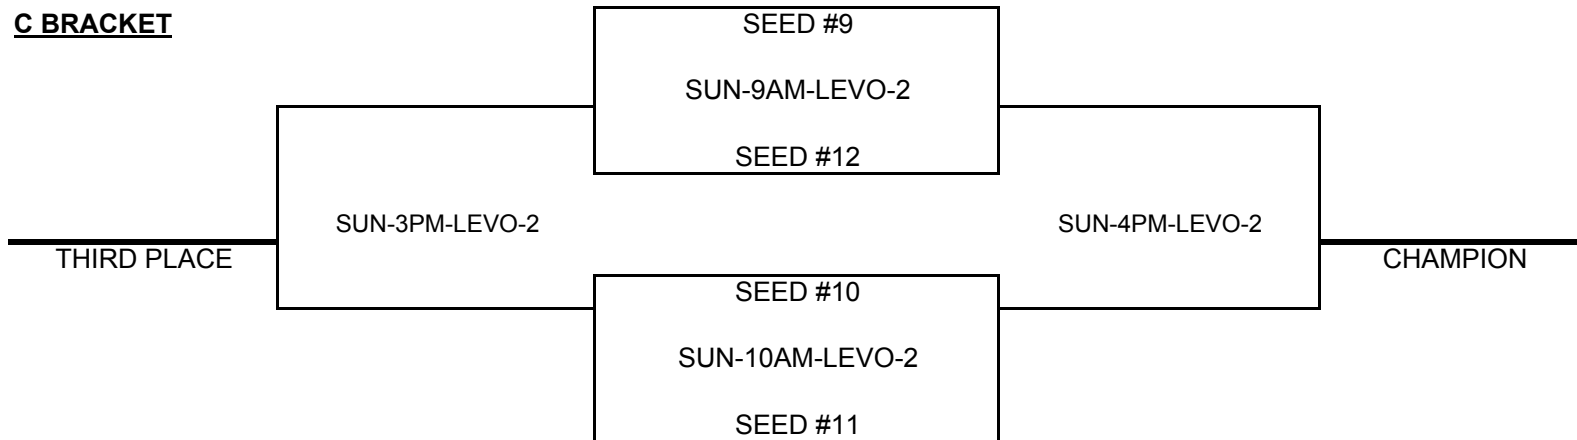 C BRACKET
SEED #9
SUN-9AM-LEVO-2
SEED #12
SUN-3PM-LEVO-2
SUN-4PM-LEVO-2
THIRD PLACE
CHAMPION
SEED #10
SUN-10AM-LEVO-2
SEED #11